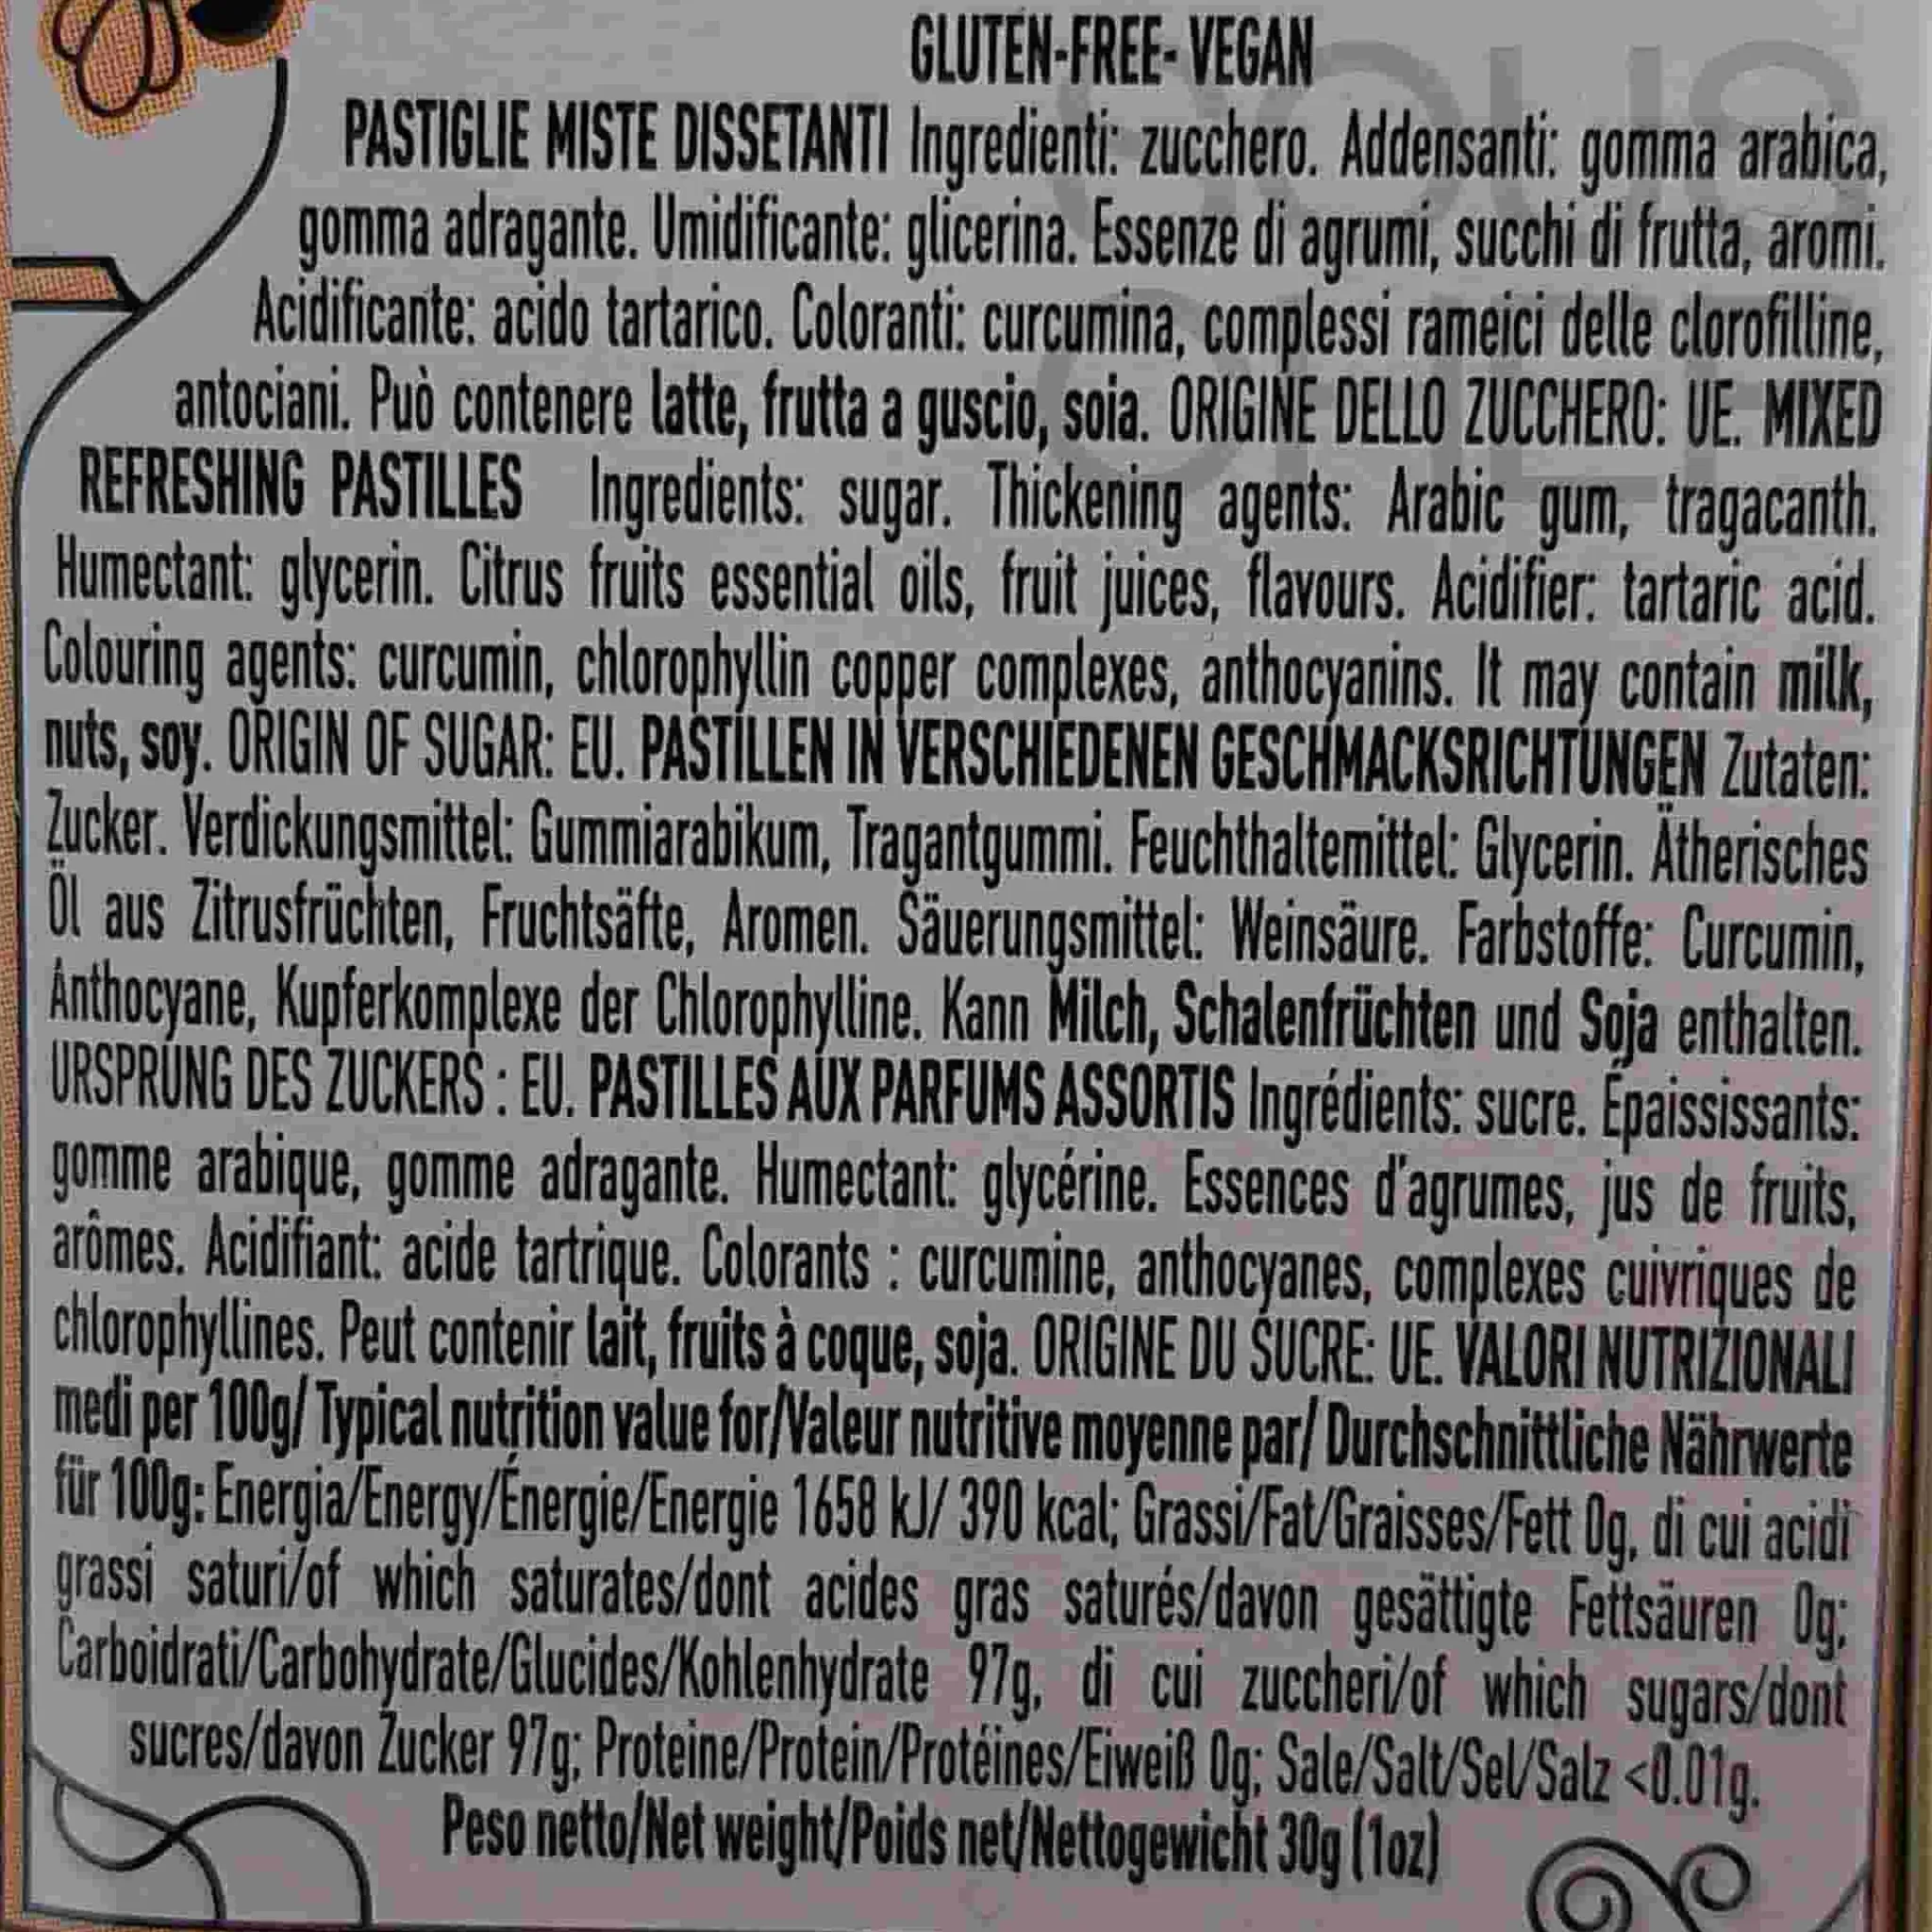 GLUTEN-FREE- VEGAN
PASTIGLIE MISTE DISSETANTI Ingredienti: zucchero. Addensanti: gomma arabica,
gomma adragante. Umidificante: glicerina. Essenze di agrumi, succhi di frutta, aromi.
Acidificante: acido tartarico. Coloranti: curcumina, complessi rameici delle clorofilline,
antociani. Può contenere latte, frutta a guscio, soia. ORIGINE DELLO ZUCCHERO: UE. MIXED
REFRESHING PASTILLES Ingredients: sugar. Thickening agents: Arabic gum, tragacanth.
Humectant: glycerin. Citrus fruits essential oils, fruit juices, flavours. Acidifier: tartaric acid.
Colouring agents: curcumin, chlorophyllin copper complexes, anthocyanins. It may contain milk,
nuts, soy. ORIGIN OF SUGAR: EU. PASTILLEN IN VERSCHIEDENEN GESCHMACKSRICHTUNGEN Zutaten:
Zucker. Verdickungsmittel: Gummiarabikum, Tragantgummi. Feuchthaltemittel: Glycerin. Ätherisches
Öl aus Zitrusfrüchten, Fruchtsäfte, Aromen. Säuerungsmittel: Weinsäure. Farbstoffe: Curcumin,
Anthocyane, Kupferkomplexe der Chlorophylline. Kann Milch, Schalenfrüchten und Soja enthalten.
URSPRUNG DES ZUCKERS : EU. PASTILLES AUX PARFUMS ASSORTIS Ingrédients: sucre. Épaississants:
gomme arabique, gomme adragante. Humectant: glycérine. Essences d'agrumes, jus de fruits,
arômes. Acidifiant: acide tartrique. Colorants : curcumine, anthocyanes, complexes cuivriques de
chlorophyllines. Peut contenir lait, fruits à coque, soja. ORIGINE DU SUCRE: UE. VALORI NUTRIZIONALI
medi per 100g/ Typical nutrition value for/Valeur nutritive moyenne par/ Durchschnittliche Nährwerte
für 100g: Energia/Energy/Énergie/Energie 1658 kJ/ 390 kcal; Grassi/Fat/Graisses/Fett 0g, di cui acidi
grassi saturi/of which saturates/dont acides gras saturés/davon gesättigte Fettsäuren 0g;
Carboidrati/Carbohydrate/Glucides/Kohlenhydrate 97g, di cui zuccheri/of which sugars/dont
sucres/davon Zucker 97g; Proteine/Protein/Protéines/Eiweiß 0g; Sale/Salt/Sel/Salz <0.01g.
Peso netto/Net weight/Poids net/Nettogewicht 30g (1oz)